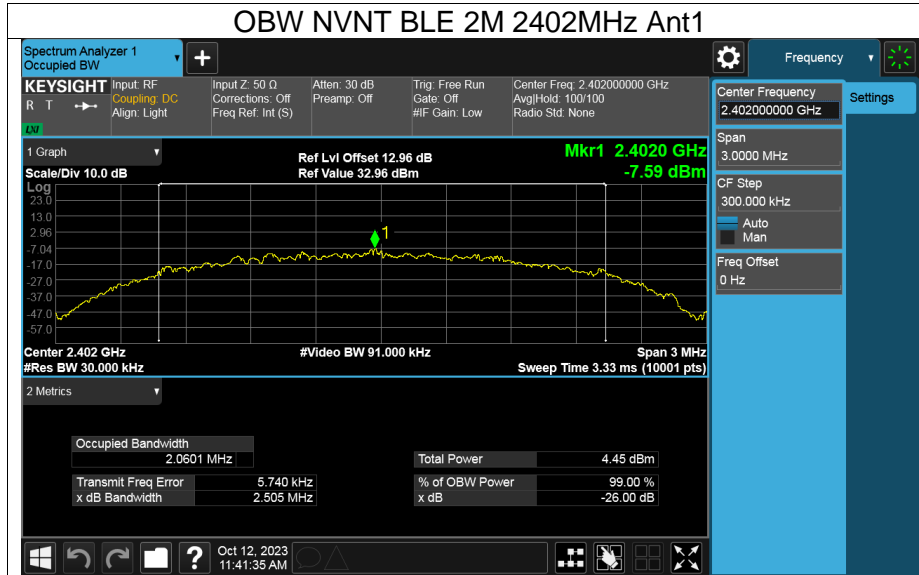 OBW NVNT BLE 2M 2402MHz Ant1
Spectrum Analyzer 1
Occupied BW
+
Frequency
KEYSIGHT
R T
LXI
Input: RF
Coupling: DC
Align: Light
Input Z: 50 Ω
Corrections: Off
Freq Ref: Int (S)
Atten: 30 dB
Preamp: Off
Trig: Free Run
Gate: Off
#IF Gain: Low
Center Freq: 2.402000000 GHz
Avg|Hold: 100/100
Radio Std: None
Center Frequency
2.402000000 GHz
Settings
Span
3.0000 MHz
CF Step
300.000 kHz
Auto
Man
Freq Offset
0 Hz
1 Graph
Ref Lvl Offset 12.96 dB
Mkr1 2.4020 GHz
Scale/Div 10.0 dB
Ref Value 32.96 dBm
-7.59 dBm
Log
23.0
13.0
2.96
-7.04
-17.0
-27.0
-37.0
-47.0
-57.0
1
Center 2.402 GHz
#Video BW 91.000 kHz
Span 3 MHz
#Res BW 30.000 kHz
Sweep Time 3.33 ms (10001 pts)
2 Metrics
Occupied Bandwidth
2.0601 MHz
Total Power 4.45 dBm
Transmit Freq Error 5.740 kHz
% of OBW Power 99.00 %
x dB Bandwidth 2.505 MHz
x dB -26.00 dB
?
Oct 12, 2023
11:41:35 AM